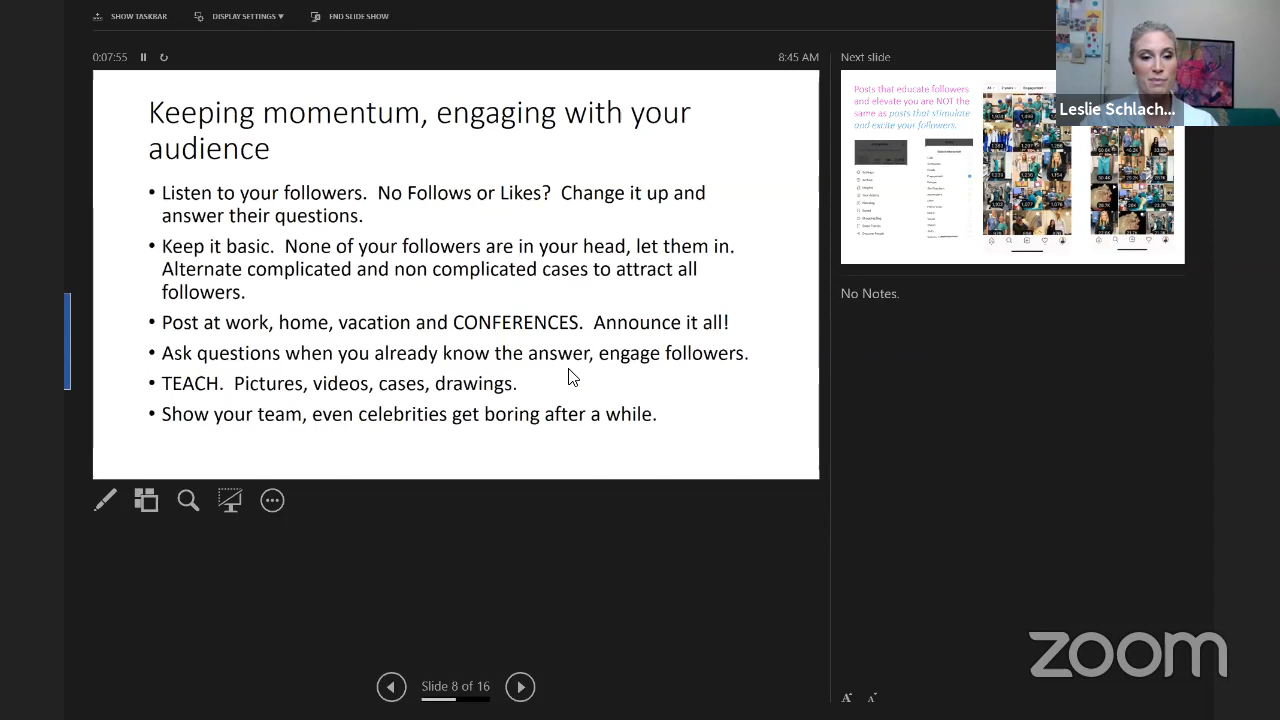 SHOW TASKBAR
DISPLAY SETTINGS ▼
END SLIDE SHOW
0:07:55
8:45 AM
Keeping momentum, engaging with your
audience
• Listen to your followers. No Follows or Likes? Change it up and
answer their questions.
• Keep it basic. None of your followers are in your head, let them in.
Alternate complicated and non complicated cases to attract all
followers.
• Post at work, home, vacation and CONFERENCES. Announce it all!
• Ask questions when you already know the answer, engage followers.
• TEACH. Pictures, videos, cases, drawings.
• Show your team, even celebrities get boring after a while.
Slide 8 of 16
Next slide
Posts that educate followers
and elevate you are NOT the
same as posts that stimulate
and excite your followers.
No Notes.
Leslie Schlach...
zoom